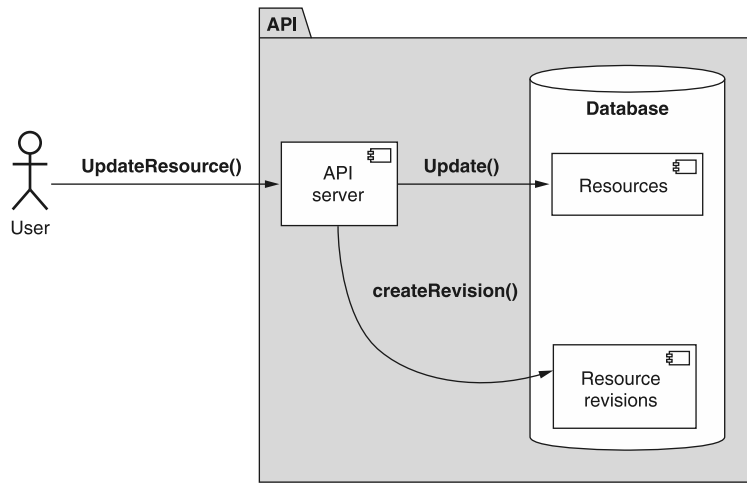 API
Database
UpdateResource()
API
server
Update()
Resources
User
createRevision()
Resource
revisions